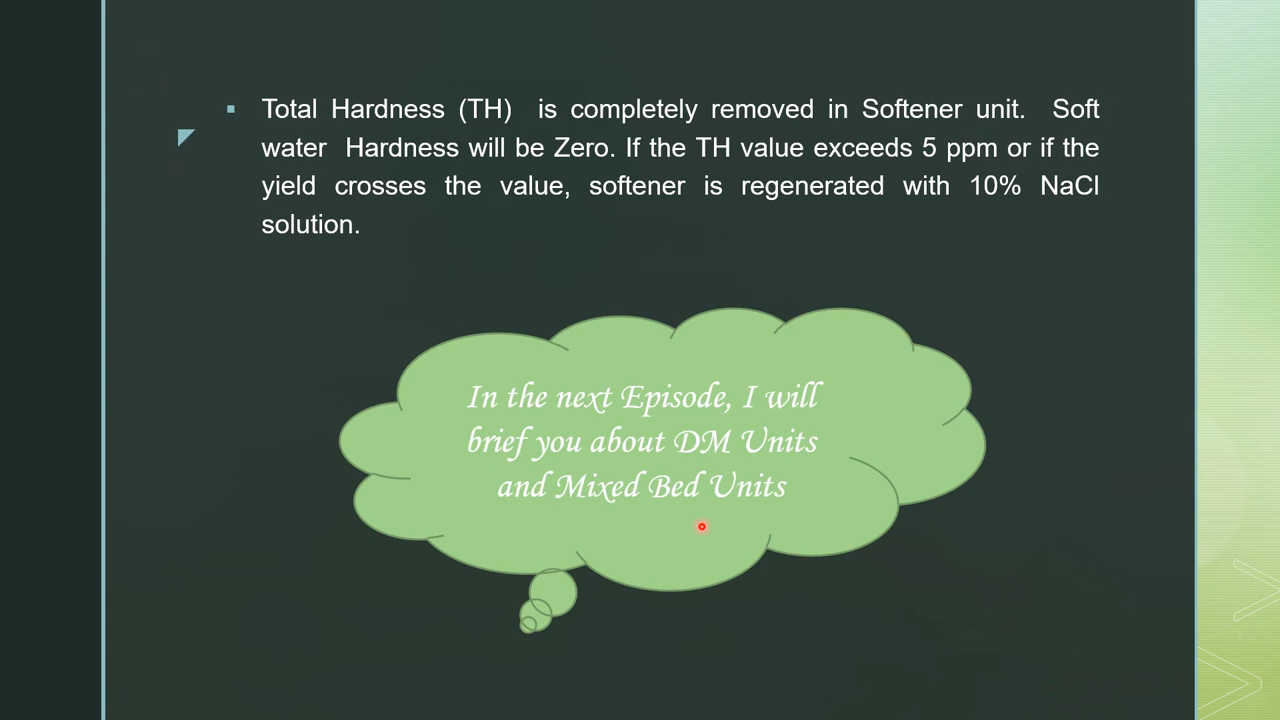 Total Hardness (TH) is completely removed in Softener unit. Soft
water Hardness will be Zero. If the TH value exceeds 5 ppm or if the
yield crosses the value, softener is regenerated with 10% NaCl
solution.
In the next Episode, I will
brief you about DM Units
and Mixed Bed Units